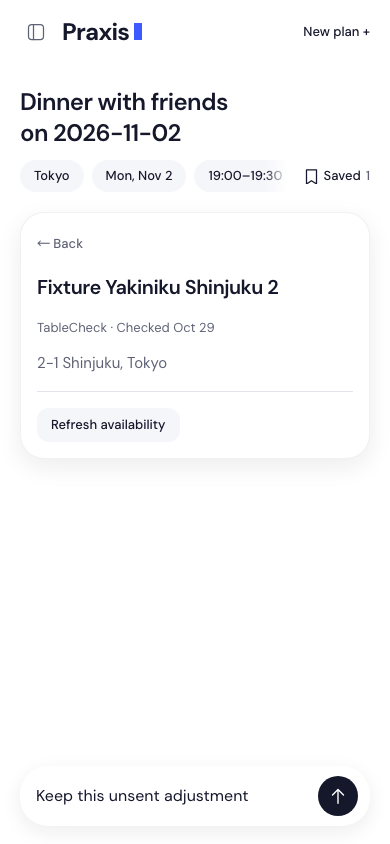 Praxis
New plan +
Dinner with friends
on 2026-11-02
Tokyo
Mon, Nov 2
19:00–19:30
Saved 1
← Back
Fixture Yakiniku Shinjuku 2
TableCheck · Checked Oct 29
2-1 Shinjuku, Tokyo
Refresh availability
Keep this unsent adjustment